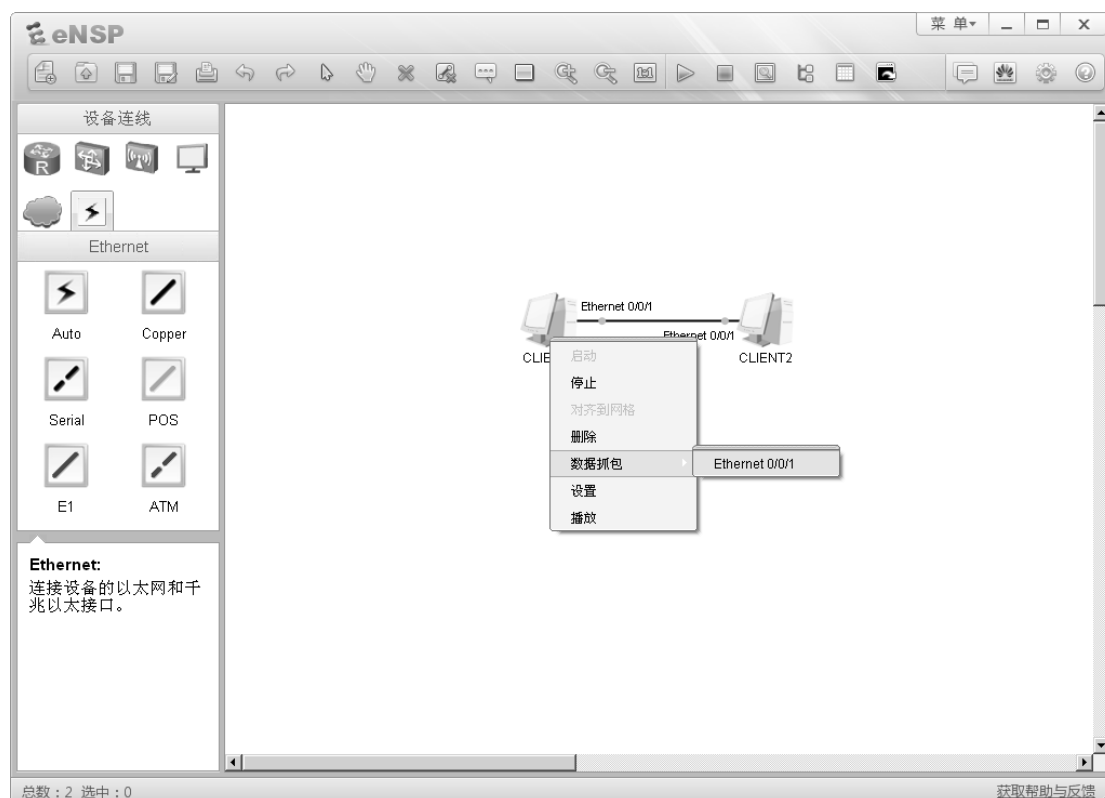 eNSP
菜 单
设备连线
R
Ethernet
Auto
Copper
Serial
POS
E1
ATM
Ethernet:
连接设备的以太网和千
兆以太接口。
Ethernet 0/0/1
Ethernet 0/0/1
CLIE
CLIENT2
启动
停止
对齐到网格
删除
数据抓包
Ethernet 0/0/1
设置
播放
总数:2 选中:0
获取帮助与反馈